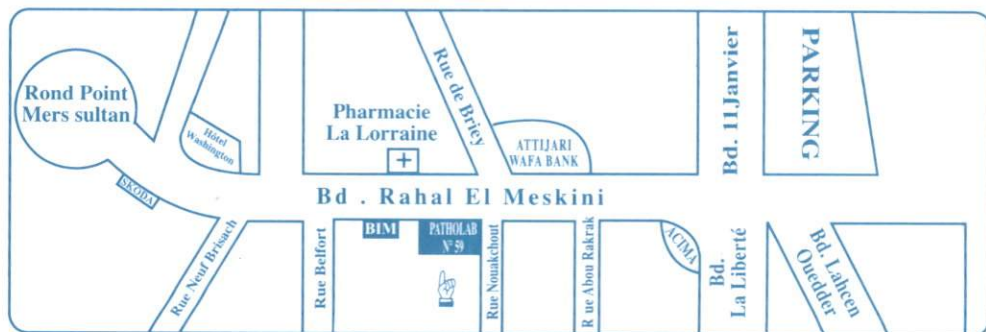 Rond Point
Mers sultan
Hôtel
Washington
SKODA
Pharmacie
La Lorraine
Rue de Briey
ATTIJARI
WAFA BANK
Bd. 11Janvier
PARKING
Bd . Rahal El Meskini
Rue Neuf Brisach
Rue Belfort
BIM
PATHOLAB
N° 59
Rue Nouakchout
R ue Abou Rakrak
ACIMA
Bd.
La Liberté
Bd. Lahcen
Ouedder